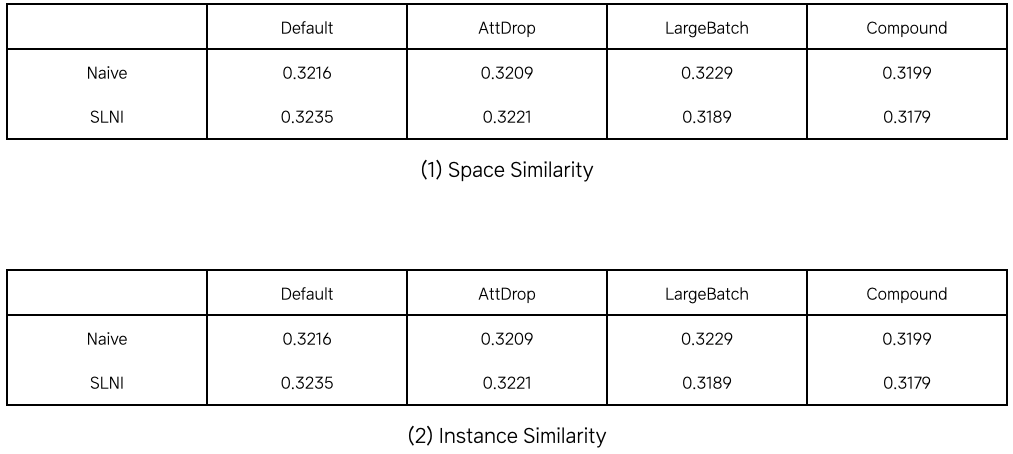 Default AttDrop LargeBatch Compound
Naive 0.3216 0.3209 0.3229 0.3199
SLNI 0.3235 0.3221 0.3189 0.3179
(1) Space Similarity
Default AttDrop LargeBatch Compound
Naive 0.3216 0.3209 0.3229 0.3199
SLNI 0.3235 0.3221 0.3189 0.3179
(2) Instance Similarity